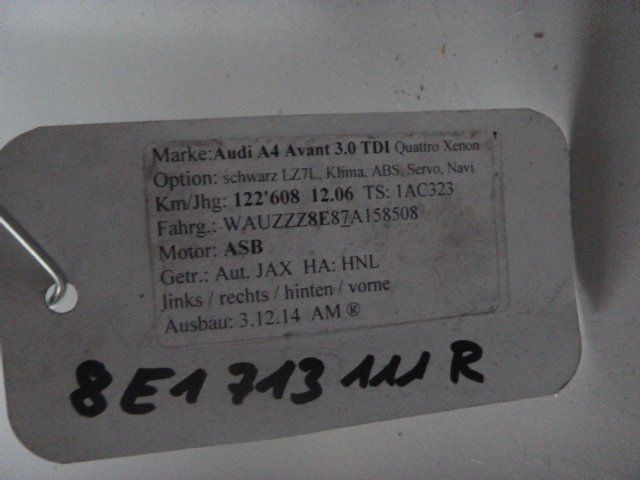 Marke:Audi A4 Avant 3.0 TDI Quattro Xenon
Option: schwarz LZ7L, Klima, ABS, Servo, Navi
Km/Jhg: 122'608 12.06 TS: 1AC323
Fahrg.: WAUZZZ8E87A158508
Motor: ASB
Getr.: Aut. JAX HA: HNL
links / rechts / hinten / vorne
Ausbau: 3.12.14 AM ®
8E1 713 111 R